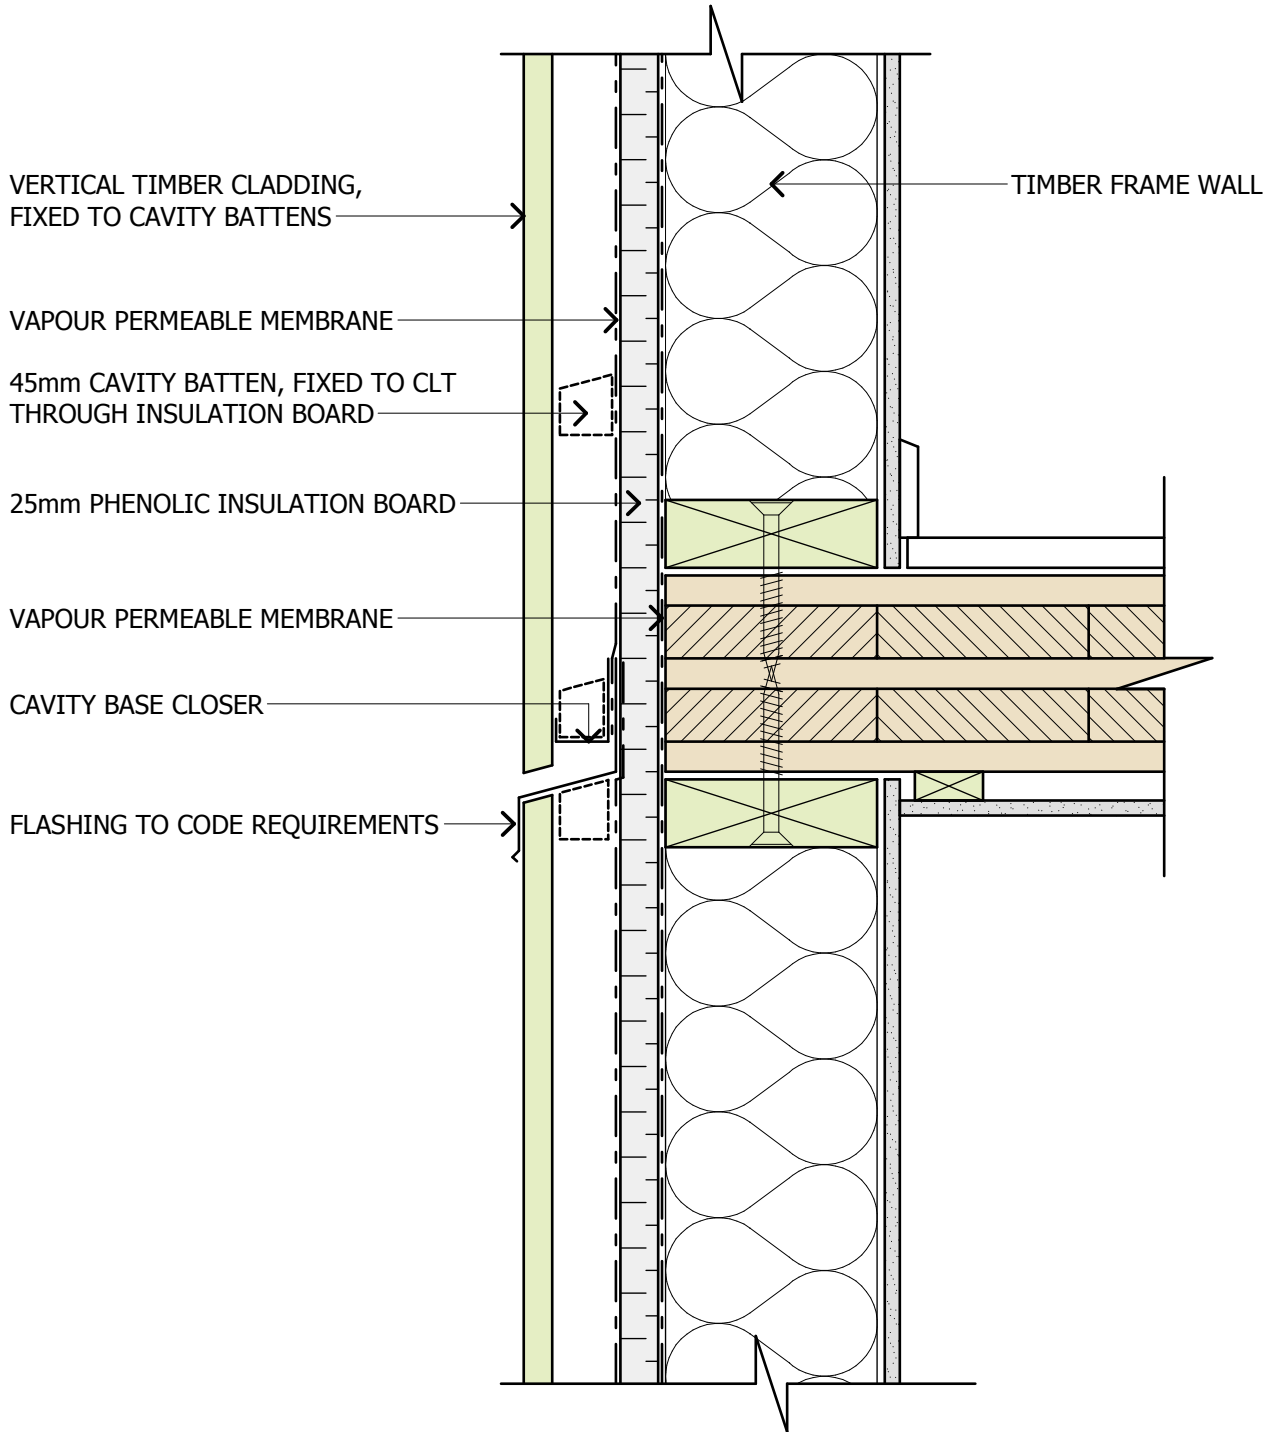 VERTICAL TIMBER CLADDING,
FIXED TO CAVITY BATTENS
TIMBER FRAME WALL
VAPOUR PERMEABLE MEMBRANE
45mm CAVITY BATTEN, FIXED TO CLT
THROUGH INSULATION BOARD
25mm PHENOLIC INSULATION BOARD
VAPOUR PERMEABLE MEMBRANE
CAVITY BASE CLOSER
FLASHING TO CODE REQUIREMENTS